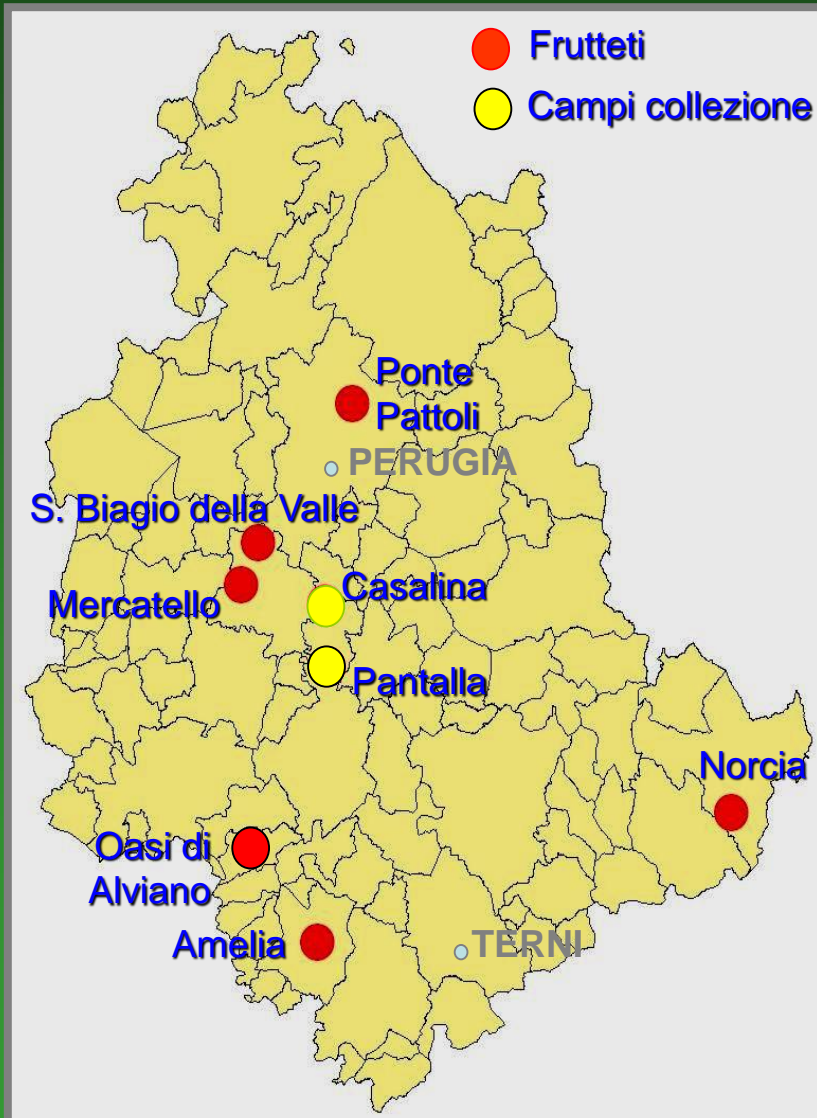 Frutteti
Campi collezione
Ponte
Pattoli
PERUGIA
S. Biagio della Valle
Casalina
Mercatello
Pantalla
Norcia
Oasi di
Alviano
Amelia
TERNI